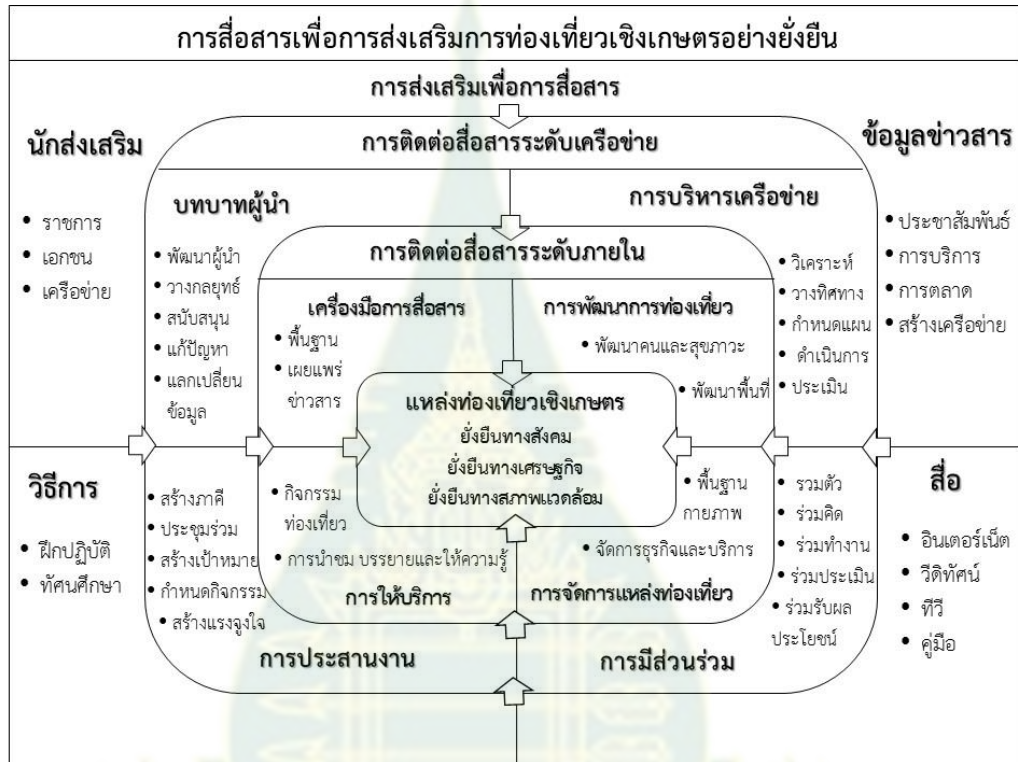 การสื่อสารเพื่อการส่งเสริมการท่องเที่ยวเชิงเกษตรอย่างยั่งยืน
การส่งเสริมเพื่อการสื่อสาร
นักส่งเสริม
• ราชการ
• เอกชน
• เครือข่าย
ข้อมูลข่าวสาร
• ประชาสัมพันธ์
• การบริการ
• การตลาด
• สร้างเครือข่าย
การติดต่อสื่อสารระดับเครือข่าย
บทบาทผู้นำ
• พัฒนาผู้นำ
• วางกลยุทธ์
• สนับสนุน
• แก้ปัญหา
• แลกเปลี่ยน
ข้อมูล
การบริหารเครือข่าย
• วิเคราะห์
• วางทิศทาง
• กำหนดแผน
• ดำเนินการ
• ประเมิน
การติดต่อสื่อสารระดับภายใน
เครื่องมือการสื่อสาร
• พื้นฐาน
• เผยแพร่
ข่าวสาร
การพัฒนาการท่องเที่ยว
• พัฒนาคนและสุขภาวะ
• พัฒนาพื้นที่
แหล่งท่องเที่ยวเชิงเกษตร
ยั่งยืนทางสังคม
ยั่งยืนทางเศรษฐกิจ
ยั่งยืนทางสภาพแวดล้อม
• กิจกรรม
ท่องเที่ยว
• การนำชม บรรยายและให้ความรู้
การให้บริการ
• พื้นฐาน
กายภาพ
• จัดการธุรกิจและบริการ
การจัดการแหล่งท่องเที่ยว
• สร้างภาคี
• ประชุมร่วม
• สร้างเป้าหมาย
• กำหนดกิจกรรม
• สร้างแรงจูงใจ
การประสานงาน
• รวมตัว
• ร่วมคิด
• ร่วมทำงาน
• ร่วมประเมิน
• ร่วมรับผล
ประโยชน์
การมีส่วนร่วม
วิธีการ
• ฝึกปฏิบัติ
• ทัศนศึกษา
สื่อ
• อินเตอร์เน็ต
• วีดิทัศน์
• ทีวี
• คู่มือ